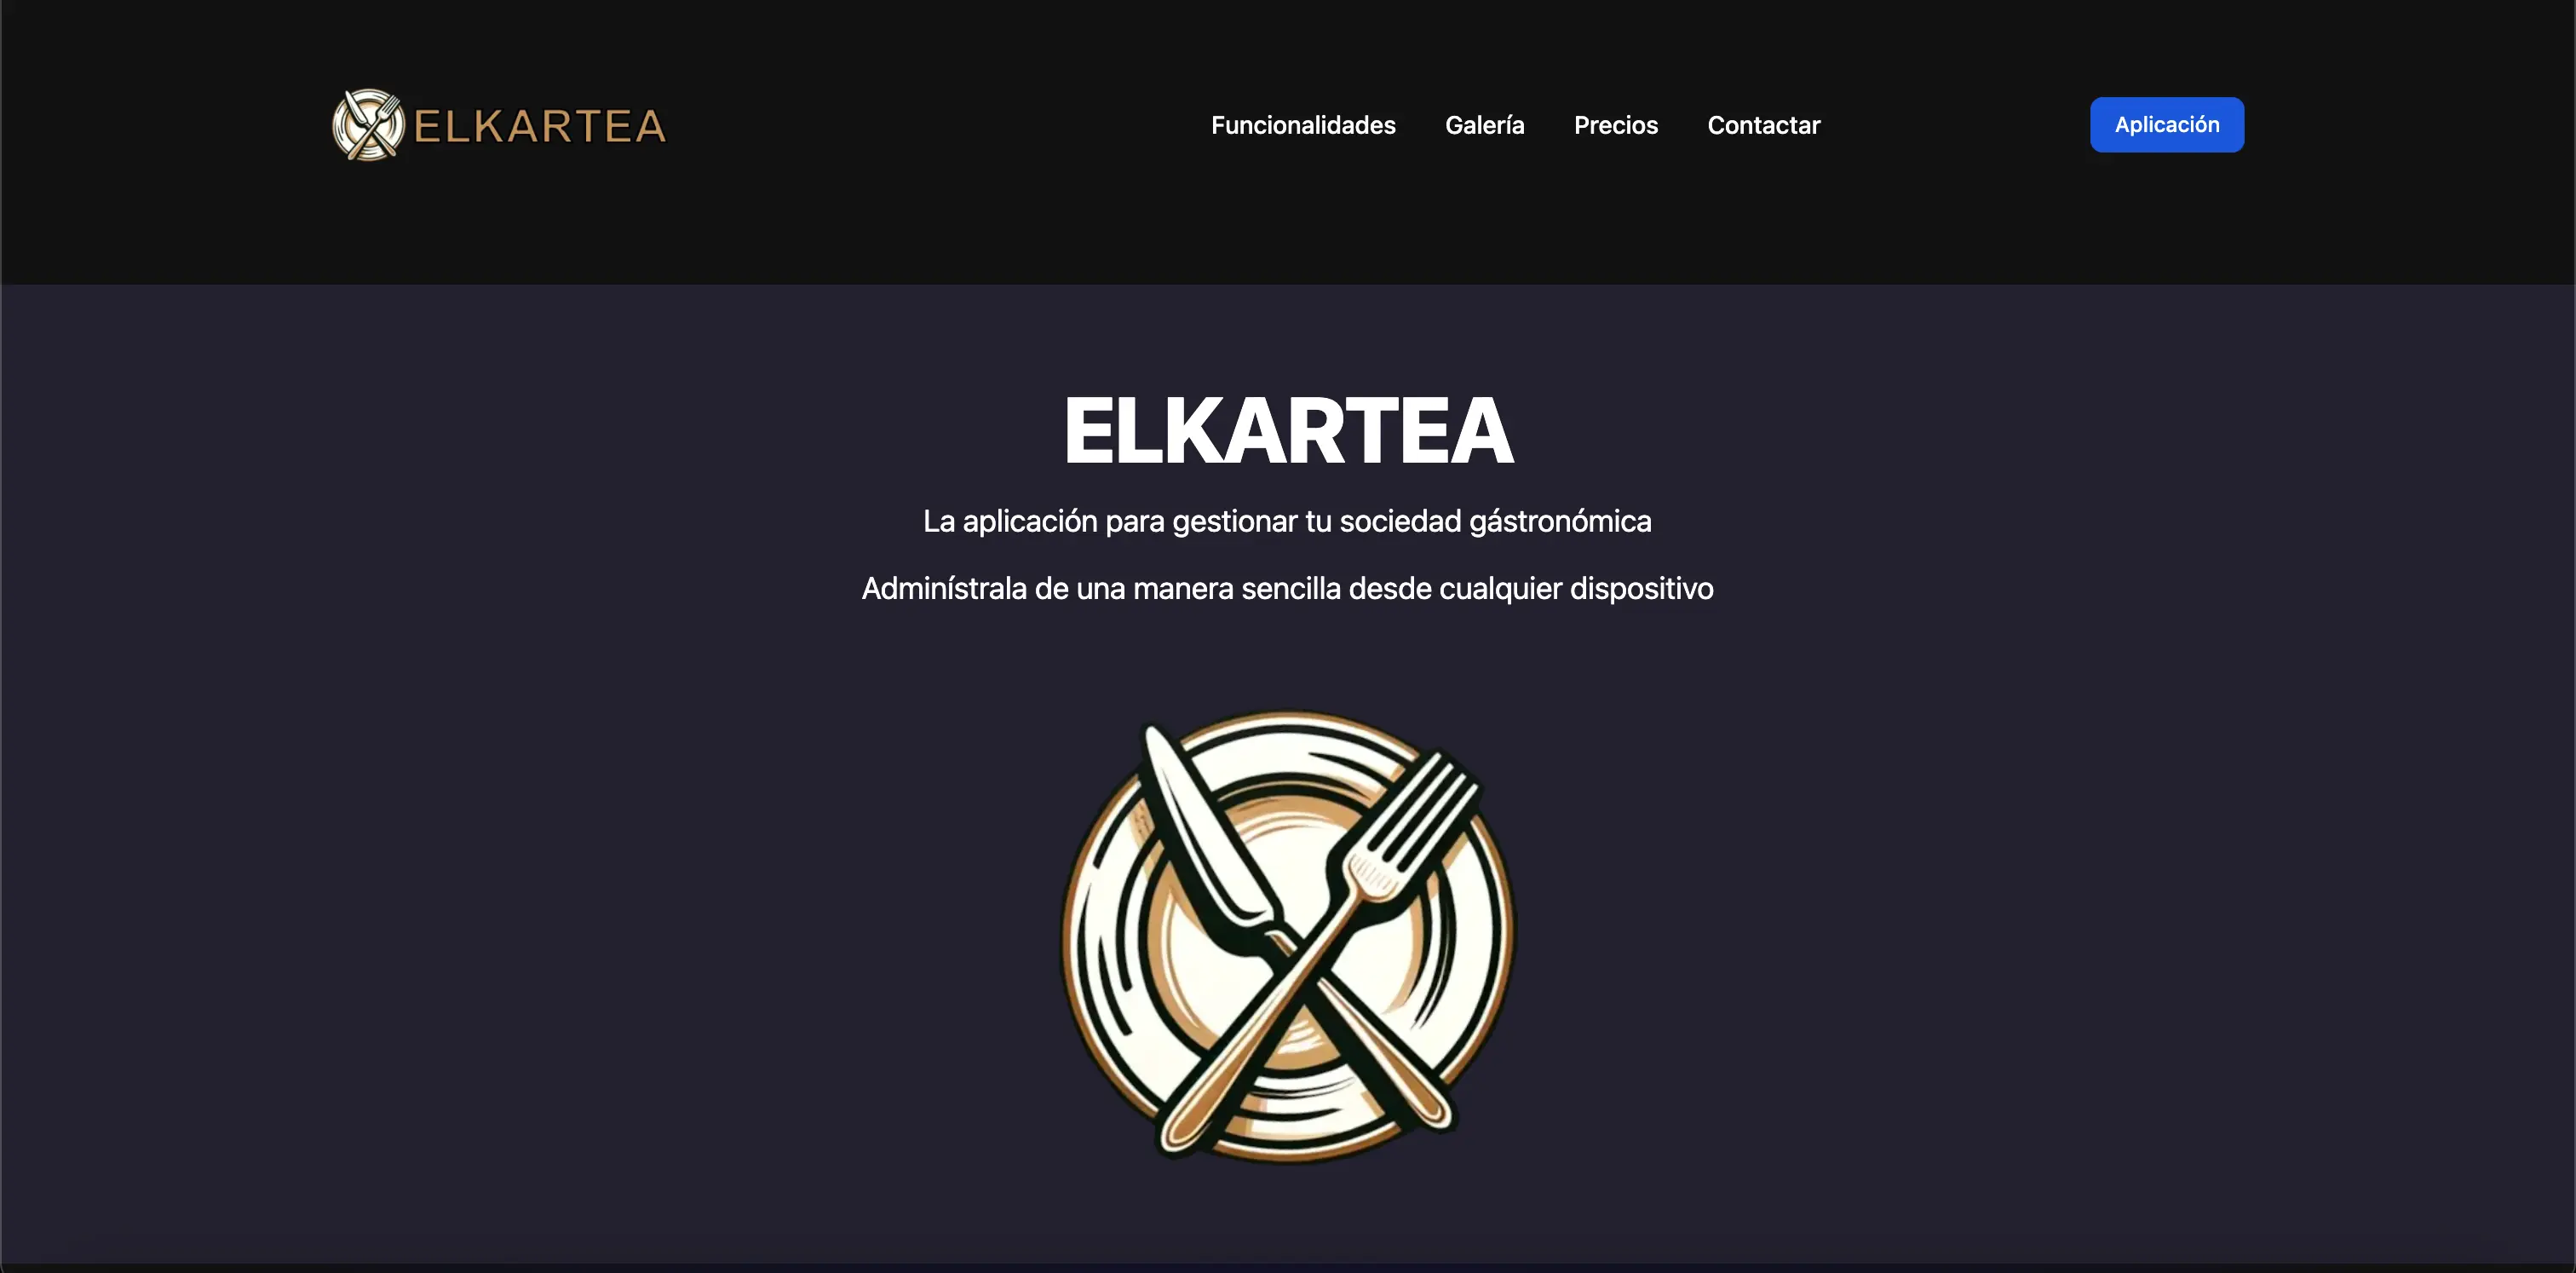 ELKARTEA
Funcionalidades
Galería
Precios
Contactar
Aplicación
ELKARTEA
La aplicación para gestionar tu sociedad gástronómica
Adminístrala de una manera sencilla desde cualquier dispositivo